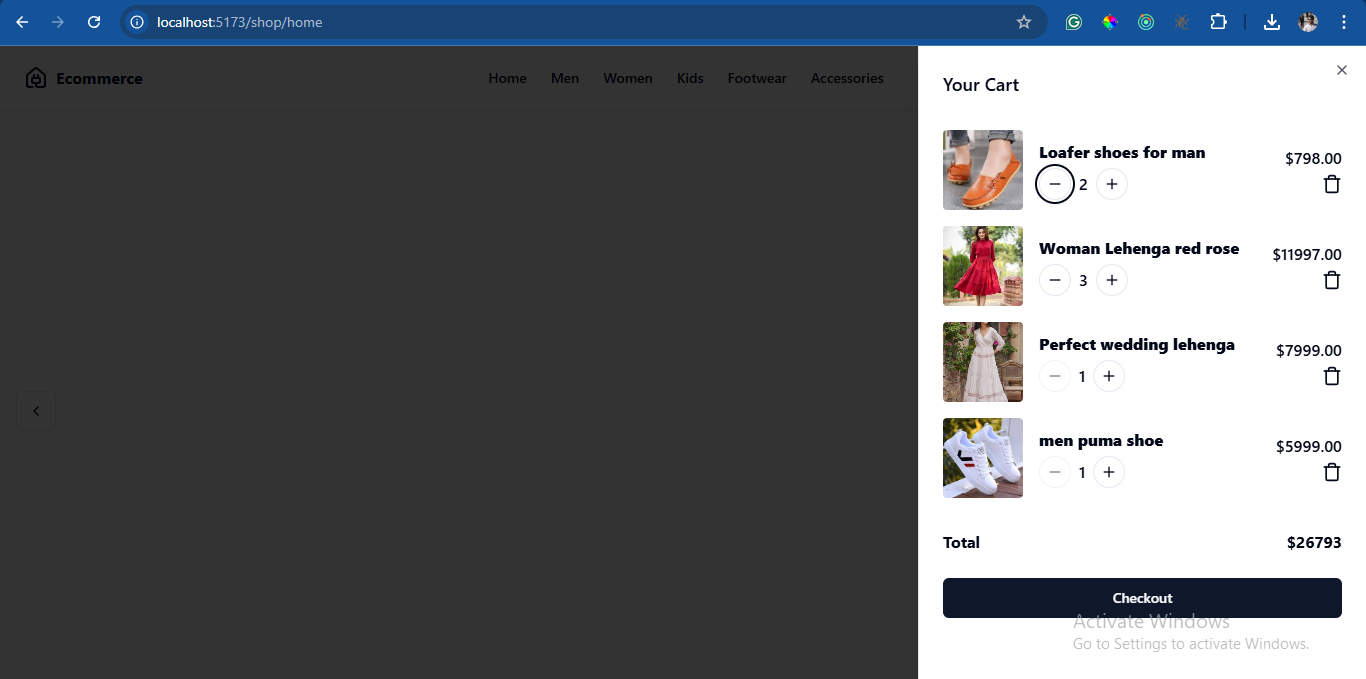 localhost:5173/shop/home
Ecommerce
Home Men Women Kids Footwear Accessories
Your Cart
Loafer shoes for man
$798.00
2
Woman Lehenga red rose
$11997.00
3
Perfect wedding lehenga
$7999.00
1
men puma shoe
$5999.00
1
Total $26793
Checkout
Activate Windows
Go to Settings to activate Windows.